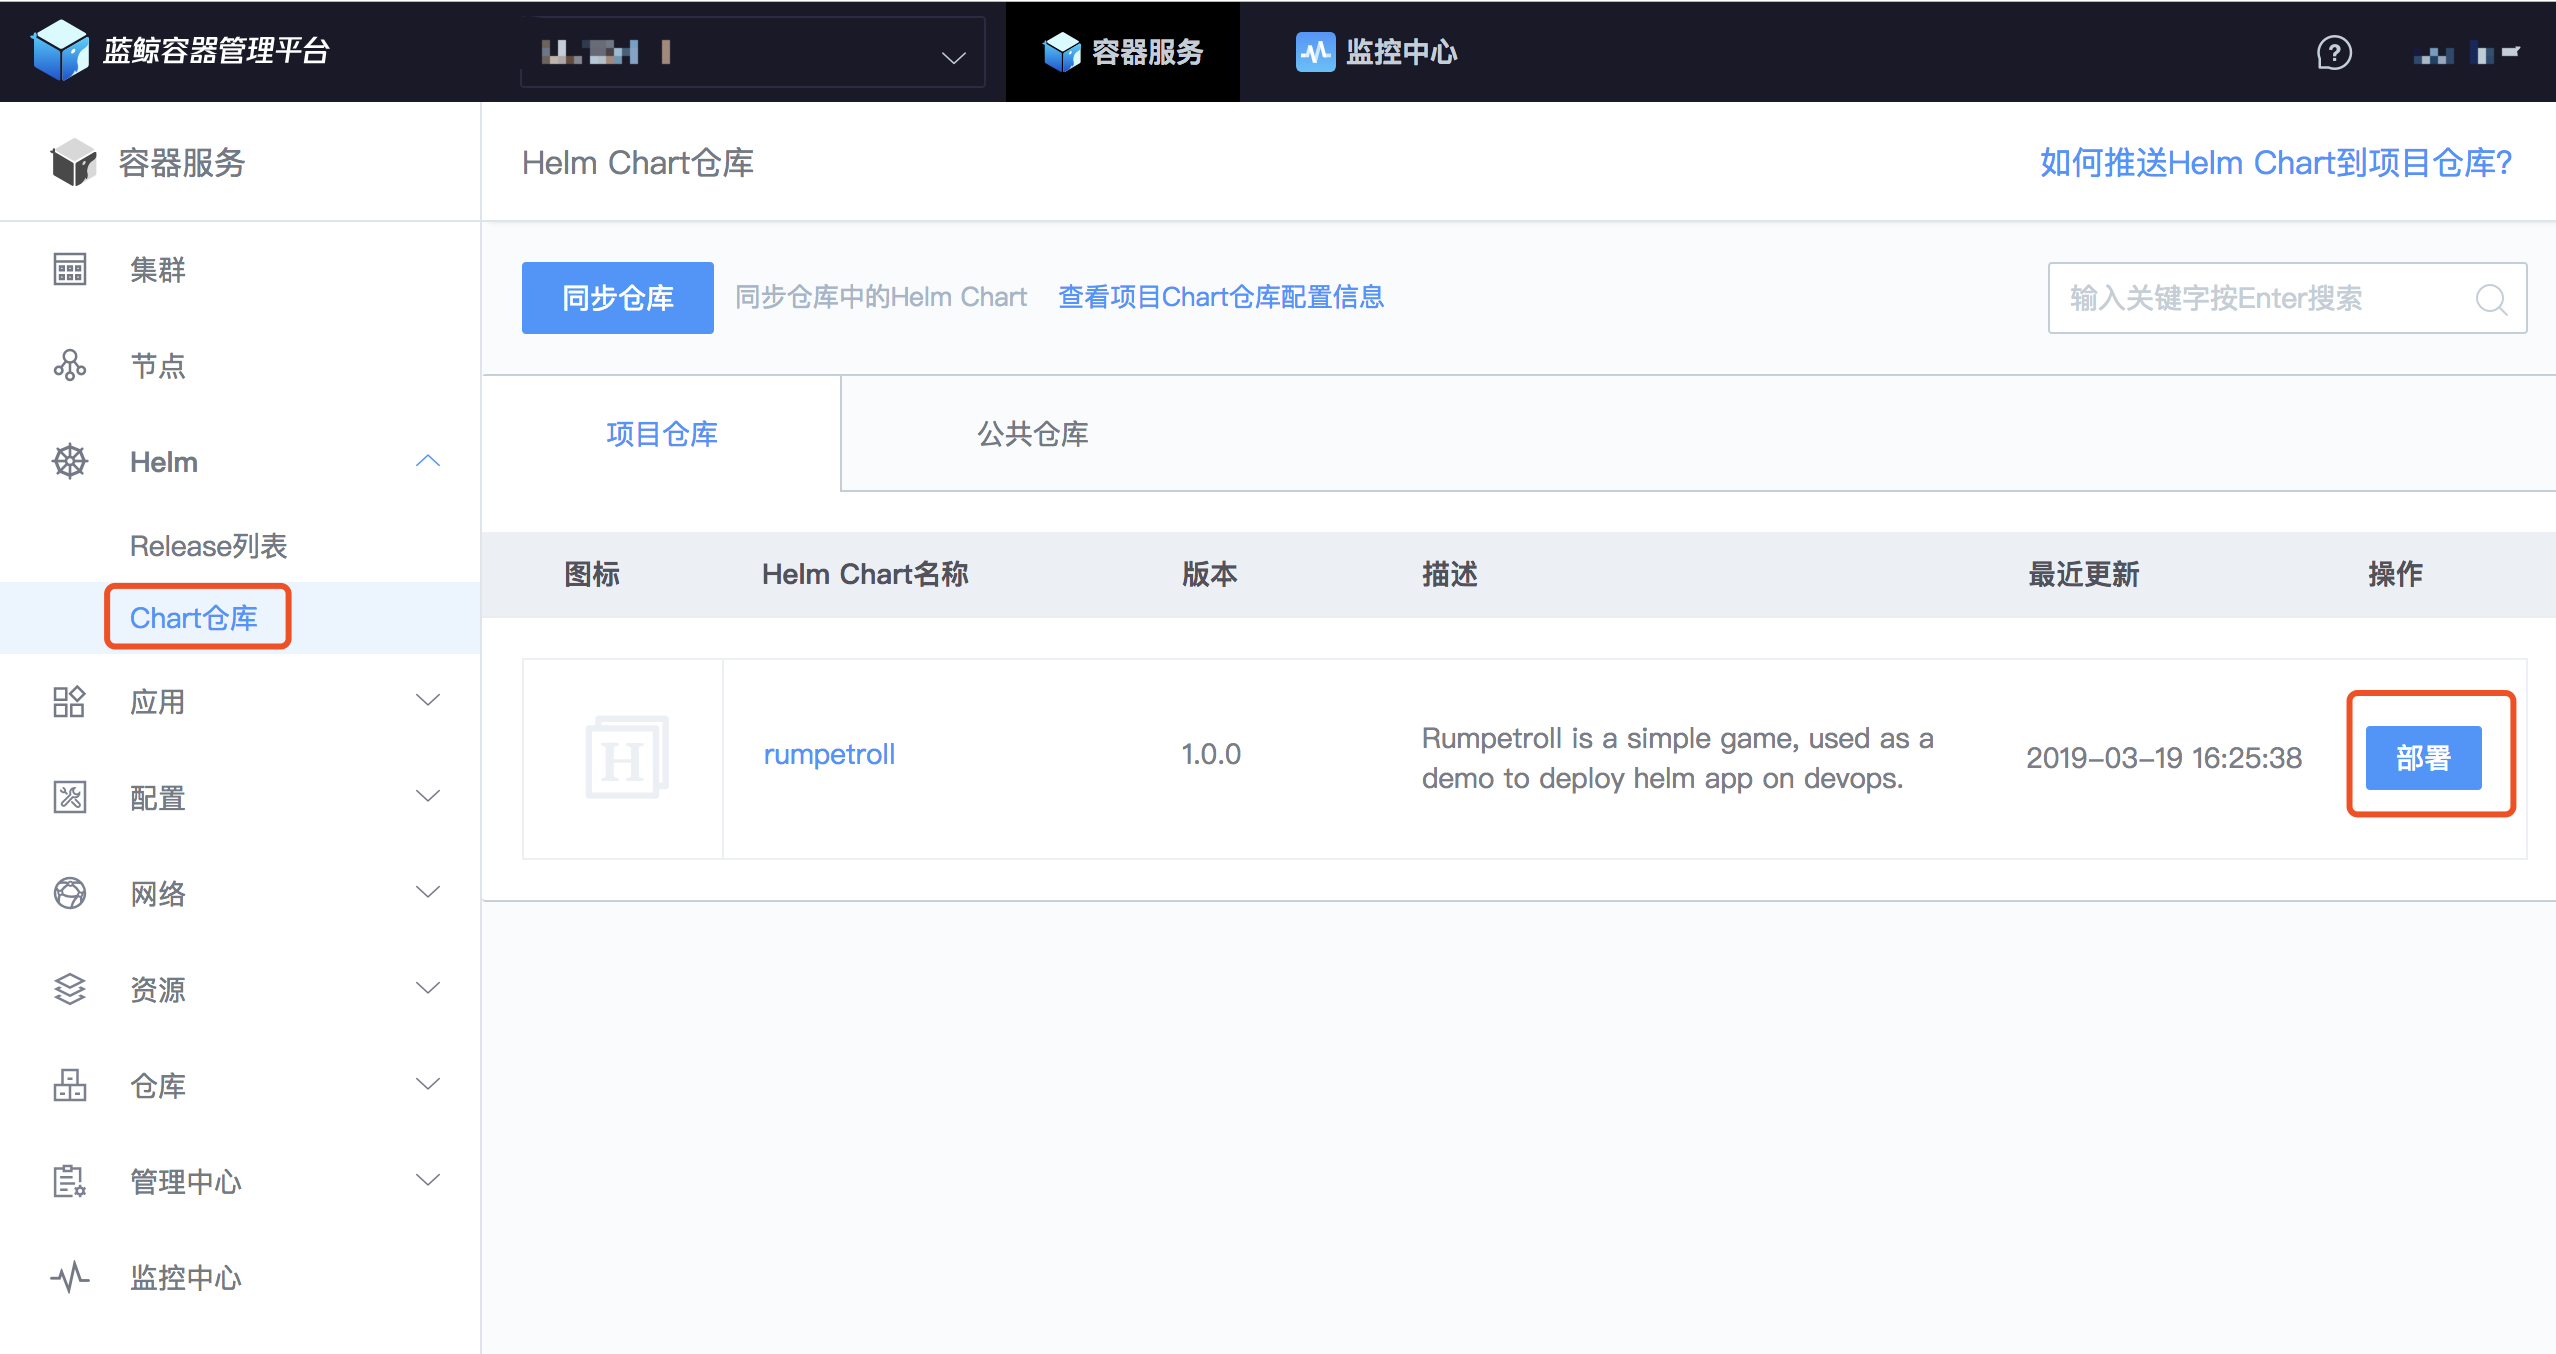 蓝鲸容器管理平台
容器服务
监控中心
容器服务
Helm Chart仓库
如何推送Helm Chart到项目仓库?
集群
节点
Helm
Release列表
Chart仓库
应用
配置
网络
资源
仓库
管理中心
监控中心
同步仓库
同步仓库中的Helm Chart
查看项目Chart仓库配置信息
输入关键字按Enter搜索
项目仓库
公共仓库
图标
Helm Chart名称
版本
描述
最近更新
操作
H
rumpetroll
1.0.0
Rumpetroll is a simple game, used as a
demo to deploy helm app on devops.
2019-03-19 16:25:38
部署